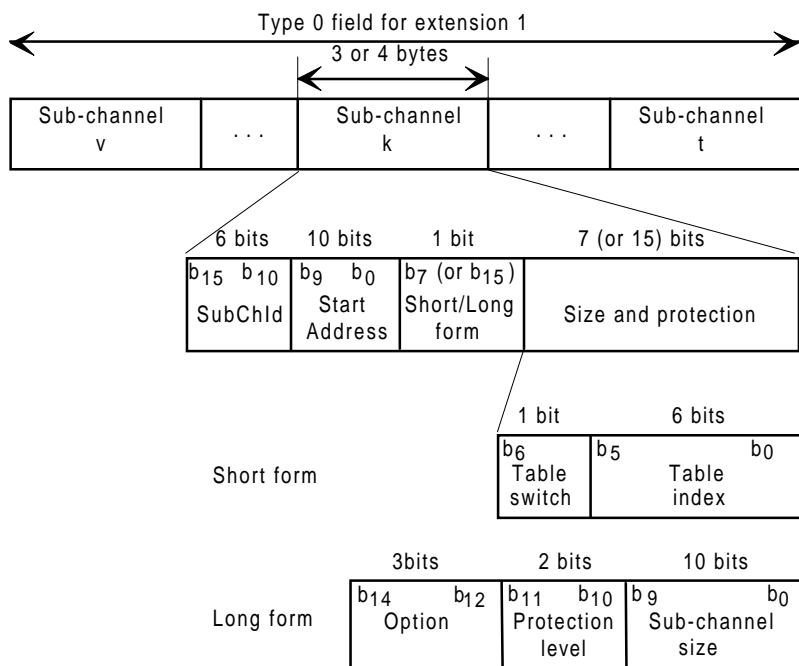 Type 0 field for extension 1
3 or 4 bytes
Sub-channel v
. . .
Sub-channel k
. . .
Sub-channel t
6 bits 10 bits 1 bit 7 (or 15) bits
b15 b10 b9 b0 b7 (or b15)
SubChId Start Address Short/Long form Size and protection
1 bit 6 bits
Short form
b6 b5 b0
Table switch Table index
3bits 2 bits 10 bits
Long form
b14 b12 b11 b10 b9 b0
Option Protection level Sub-channel size